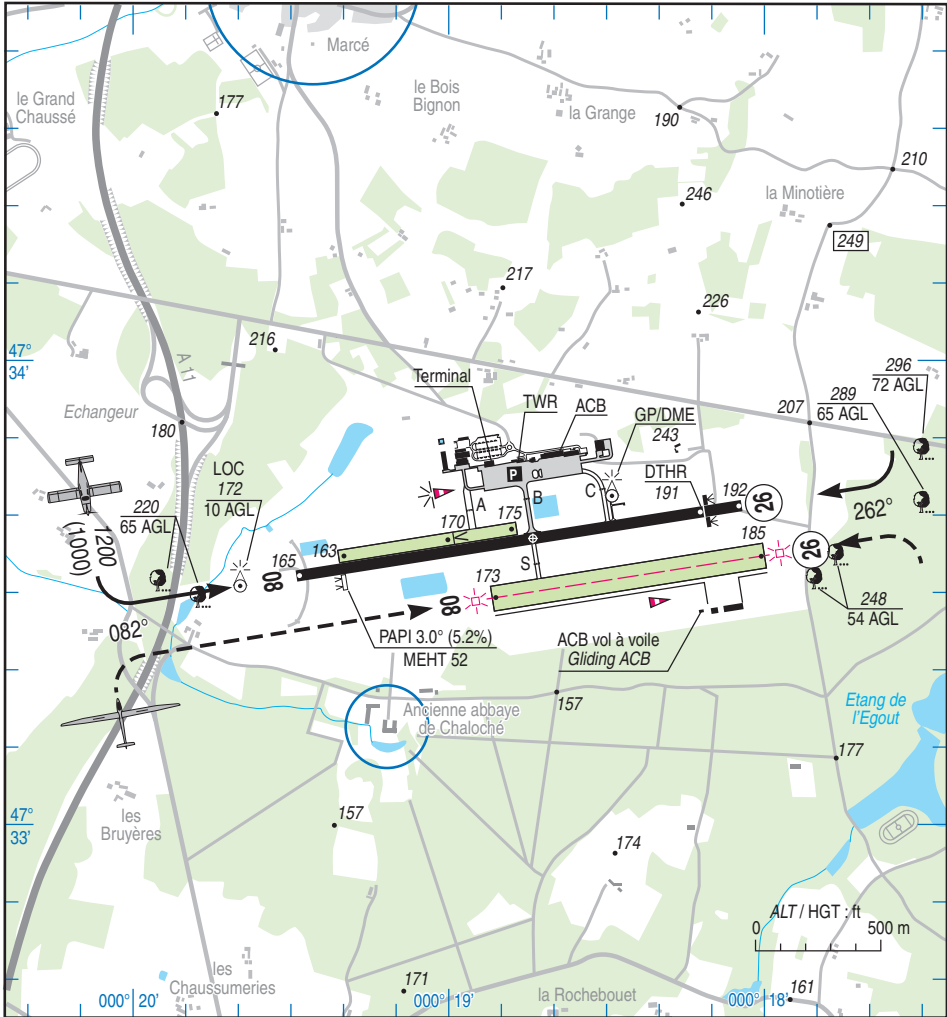 Marcé
le Grand
Chaussé
177
le Bois
Bignon
la Grange
190
210
246
la Minotière
249
217
226
216
47°
34'
A 11
Terminal
TWR
ACB
GP/DME
243
207
296
72 AGL
289
65 AGL
Echangeur
180
LOC
172
10 AGL
220
65 AGL
P
A
B
C
DTHR
191
192
26
262°
1200
(1000)
170
175
163
165
08
S
185
26
173
08
082°
248
54 AGL
PAPI 3.0° (5.2%)
MEHT 52
ACB vol à voile
Gliding ACB
157
Ancienne abbaye
de Chaloché
Etang de
l'Egout
177
47°
33'
les
Bruyères
157
174
ALT / HGT : ft
0
500 m
les
Chaussumeries
171
la Rochebouet
161
000° 20'
000° 19'
000° 18'